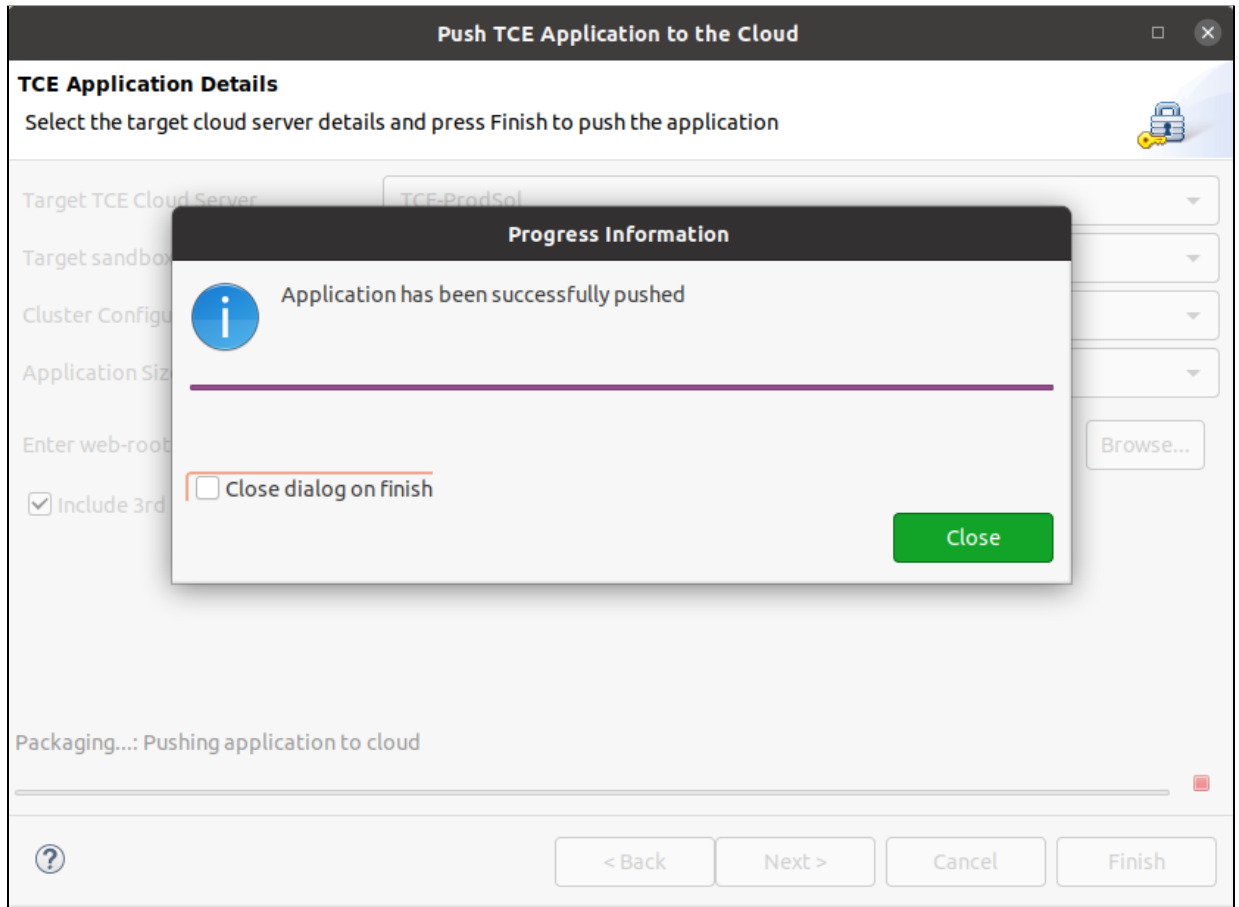 Push TCE Application to the Cloud
TCE Application Details
Select the target cloud server details and press Finish to push the application
Target TCE Cloud Server
TCE-ProdSol
Progress Information
Target sandbox
Application has been successfully pushed
Cluster Configu
Application Siz
Enter web-root
Browse...
Close dialog on finish
Include 3rd
Close
Packaging...: Pushing application to cloud
< Back
Next >
Cancel
Finish